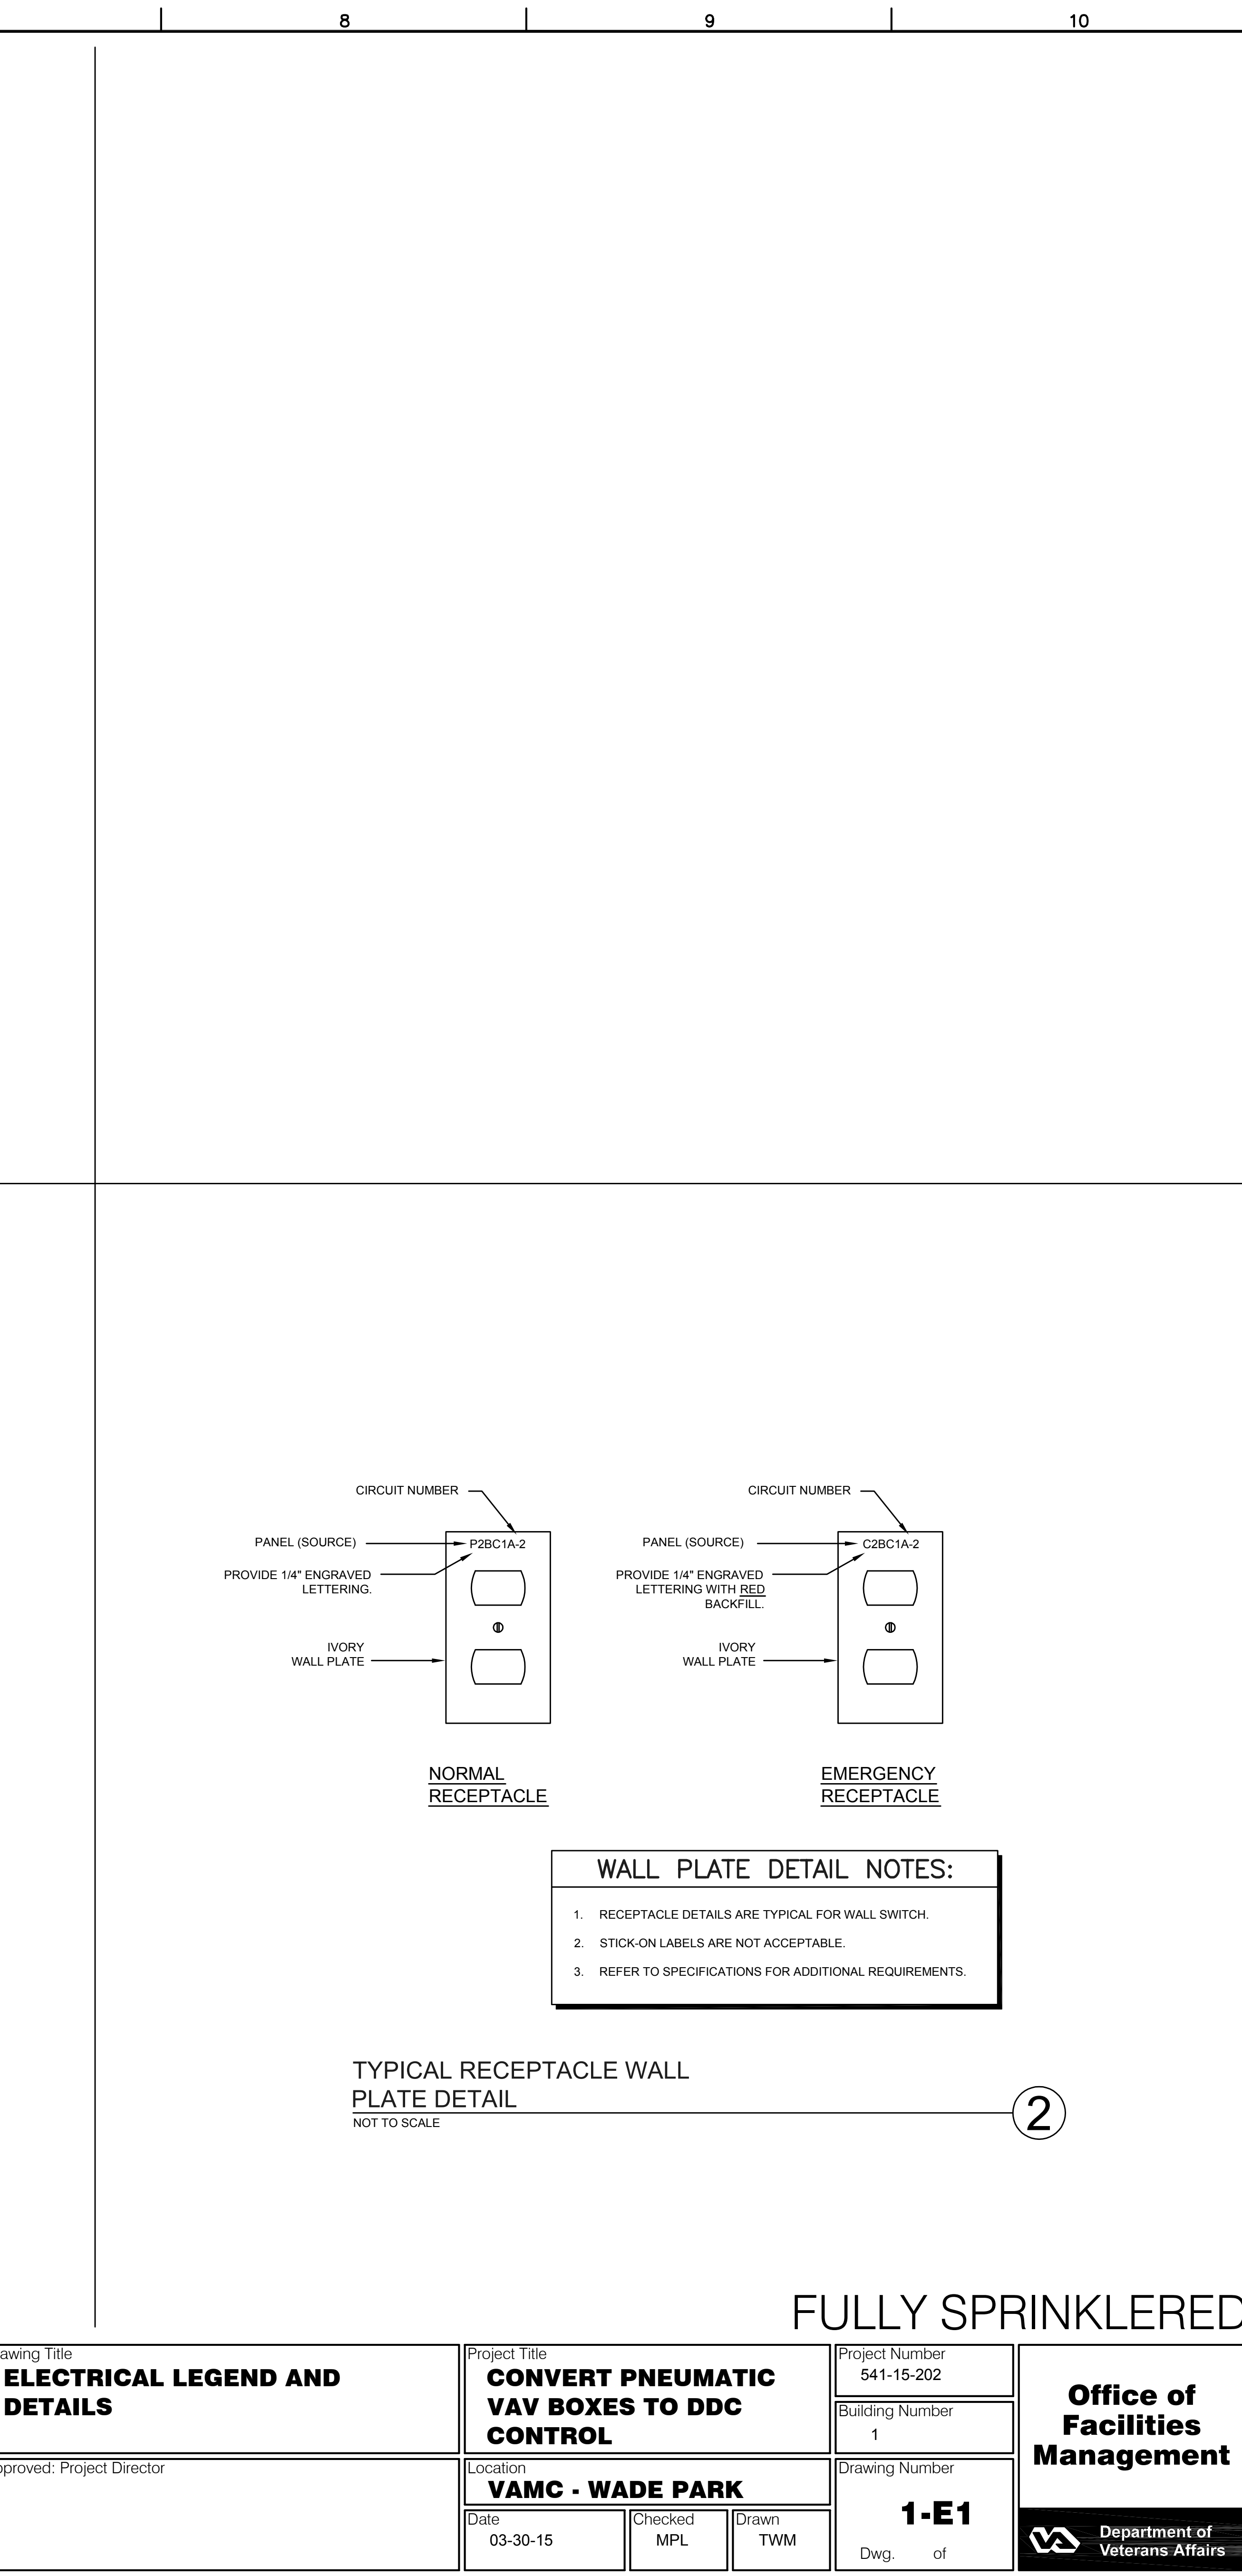 8
9
10
CIRCUIT NUMBER
PANEL (SOURCE)
P2BC1A-2
PROVIDE 1/4" ENGRAVED
LETTERING.
IVORY
WALL PLATE
NORMAL
RECEPTACLE
CIRCUIT NUMBER
PANEL (SOURCE)
C2BC1A-2
PROVIDE 1/4" ENGRAVED
LETTERING WITH RED
BACKFILL.
IVORY
WALL PLATE
EMERGENCY
RECEPTACLE
WALL PLATE DETAIL NOTES:
1. RECEPTACLE DETAILS ARE TYPICAL FOR WALL SWITCH.
2. STICK-ON LABELS ARE NOT ACCEPTABLE.
3. REFER TO SPECIFICATIONS FOR ADDITIONAL REQUIREMENTS.
TYPICAL RECEPTACLE WALL
PLATE DETAIL
NOT TO SCALE
2
FULLY SPRINKLERED
awing Title
ELECTRICAL LEGEND AND
DETAILS
pproved: Project Director
Project Title
CONVERT PNEUMATIC
VAV BOXES TO DDC
CONTROL
Location
VAMC - WADE PARK
Date
03-30-15
Checked
MPL
Drawn
TWM
Project Number
541-15-202
Building Number
1
Drawing Number
1-E1
Dwg. of
Office of
Facilities
Management
VA
Department of
Veterans Affairs